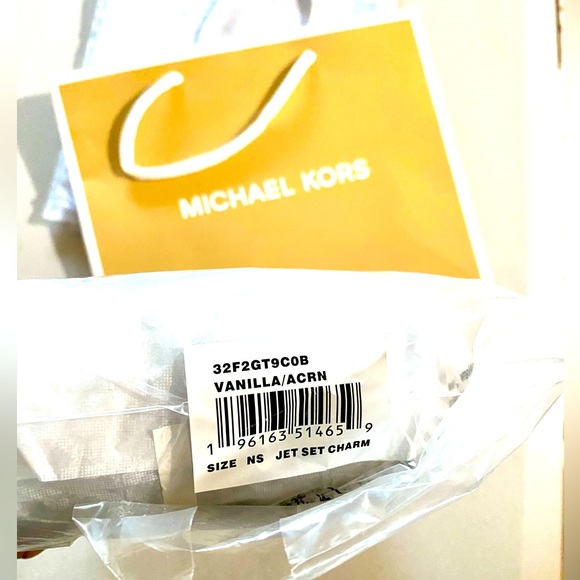 MICHAEL KORS
32F2GT9C0B
VANILLA/ACRN
1 96163 51465 9
SIZE NS JET SET CHARM